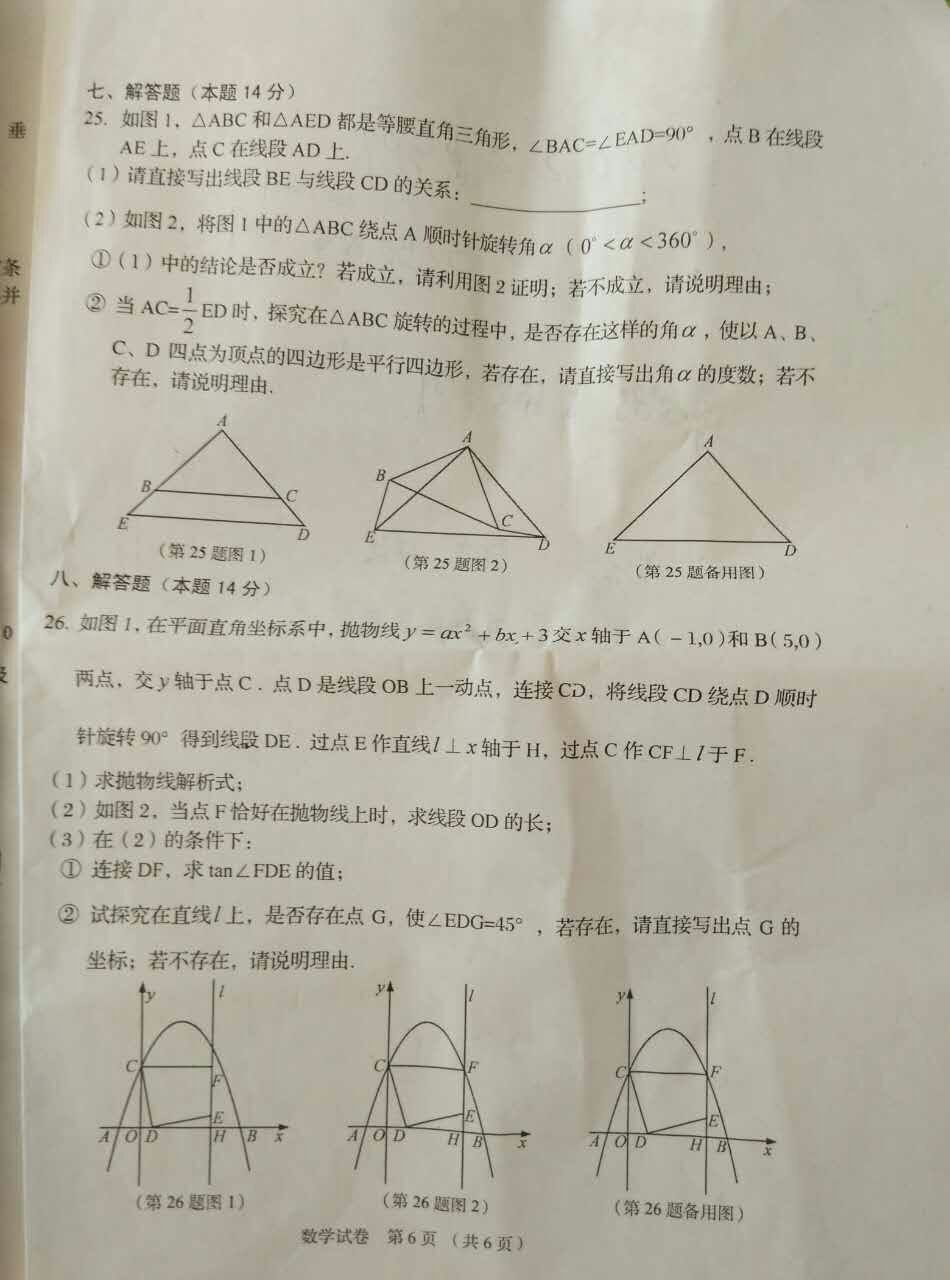 七、解答题（本题14分）
25. 如图1，△ABC和△AED都是等腰直角三角形，∠BAC=∠EAD=90°，点B在线段
AE上，点C在线段AD上.
（1）请直接写出线段BE与线段CD的关系：__________；
（2）如图2，将图1中的△ABC绕点A顺时针旋转角α（0°<α<360°），
①（1）中的结论是否成立？若成立，请利用图2证明；若不成立，请说明理由；
② 当AC=1/2ED时，探究在△ABC旋转的过程中，是否存在这样的角α，使以A、B、
C、D四点为顶点的四边形是平行四边形，若存在，请直接写出角α的度数；若不
存在，请说明理由.
A
B
C
E
D
（第25题图1）
A
B
C
E
D
（第25题图2）
A
E
D
（第25题备用图）
八、解答题（本题14分）
26. 如图1，在平面直角坐标系中，抛物线y=ax²+bx+3交x轴于A(-1,0)和B(5,0)
两点，交y轴于点C．点D是线段OB上一动点，连接CD，将线段CD绕点D顺时
针旋转90°得到线段DE．过点E作直线l⊥x轴于H，过点C作CF⊥l于F．
（1）求抛物线解析式；
（2）如图2，当点F恰好在抛物线上时，求线段OD的长；
（3）在（2）的条件下：
① 连接DF，求tan∠FDE的值；
② 试探究在直线l上，是否存在点G，使∠EDG=45°，若存在，请直接写出点G的
坐标；若不存在，请说明理由.
y
l
C
F
E
A O D H B x
（第26题图1）
y
l
C
F
E
A O D H B x
（第26题图2）
y
l
C
F
E
A O D H B x
（第26题备用图）
数学试卷 第6页（共6页）
垂
条
并